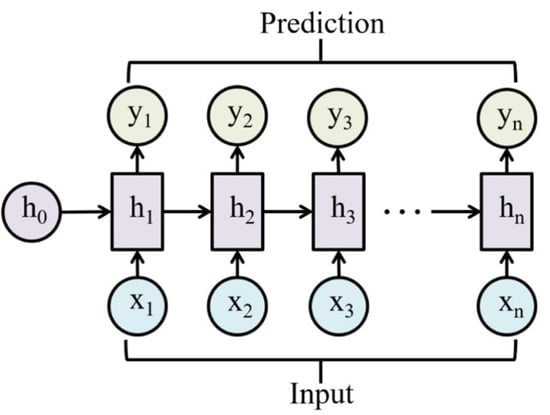 Prediction
y₁ y₂ y₃ yₙ
h₀ h₁ h₂ h₃ ... hₙ
x₁ x₂ x₃ xₙ
Input